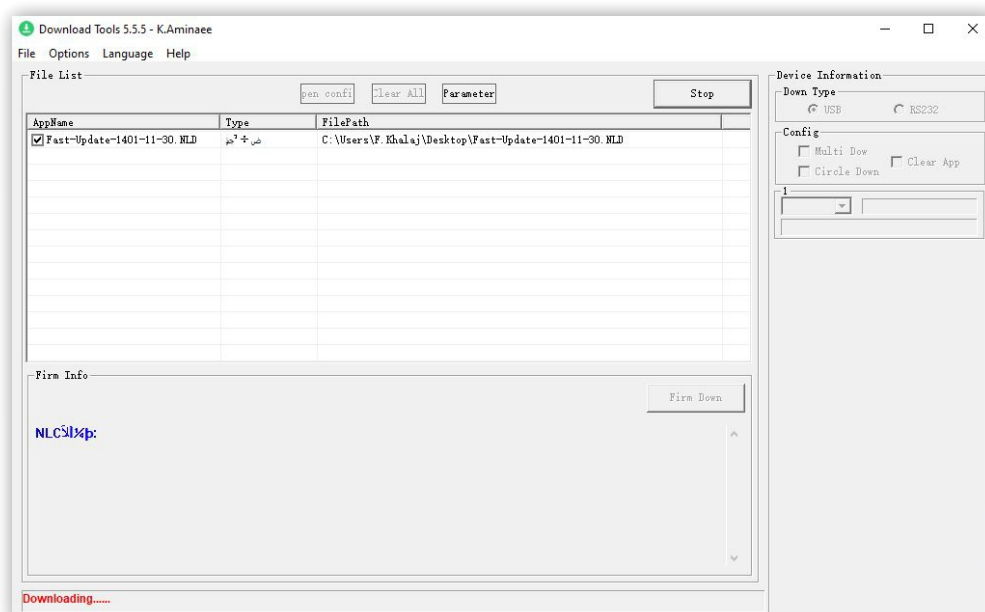 Download Tools 5.5.5 - K.Aminaee
File Options Language Help
File List
pen confi Clear All Parameter Stop
AppName Type FilePath
Fast-Update-1401-11-30.NLD C:\Users\F.Khalaj\Desktop\Fast-Update-1401-11-30.NLD
Firm Info
Firm Down
Downloading......
Device Information
Down Type
USB RS232
Config
Multi Dow
Circle Down
Clear App
1